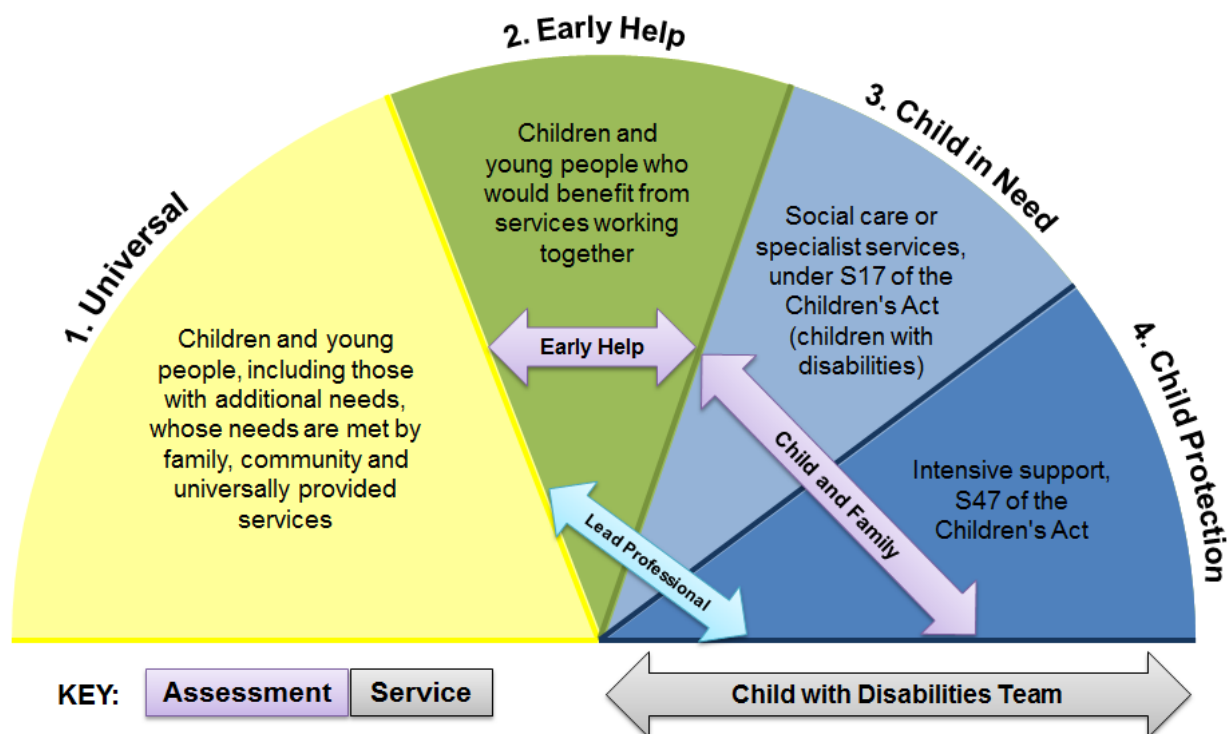 1. Universal
2. Early Help
3. Child in Need
4. Child Protection
Children and young
people, including those
with additional needs,
whose needs are met by
family, community and
universally provided
services
Children and
young people who
would benefit from
services working
together
Early Help
Social care or
specialist services,
under S17 of the
Children's Act
(children with
disabilities)
Intensive support,
S47 of the
Children's Act
Child and Family
Lead Professional
KEY: Assessment Service
Child with Disabilities Team